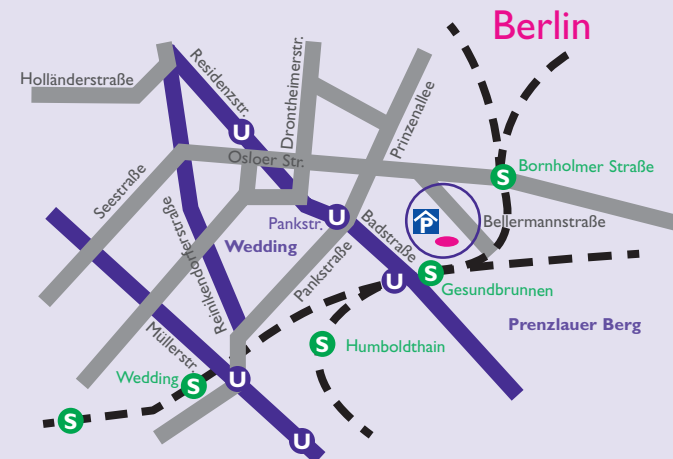 Berlin
Holländerstraße
Residenzstr.
Drontheimerstr.
Prinzenallee
U
Osloer Str.
S
Bornholmer Straße
Seestraße
Reinikendorferstraße
Pankstr.
U
Badstraße
P
Bellermannstraße
Wedding
Pankstraße
U
S
Gesundbrunnen
Prenzlauer Berg
Müllerstr.
S
Humboldthain
Wedding
S
U
S
U